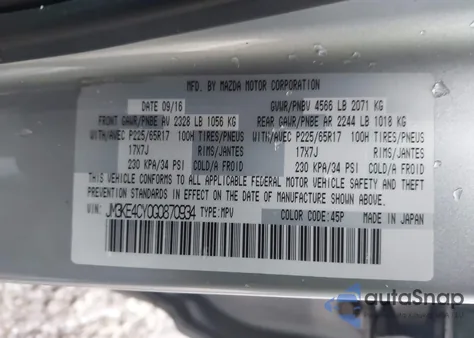 MFD. BY MAZDA MOTOR CORPORATION
DATE 09/16 GVWR/PNBV 4566 LB 2071 KG
FRONT GAWR/PNBE AV 2328 LB 1056 KG REAR GAWR/PNBE AR 2244 LB 1018 KG
WITH/AVEC P225/65R17 100H TIRES/PNEUS WITH/AVEC P225/65R17 100H TIRES/PNEUS
17X7J RIMS/JANTES 17X7J RIMS/JANTES
230 KPA/34 PSI COLD/A FROID 230 KPA/34 PSI COLD/A FROID
THIS VEHICLE CONFORMS TO ALL APPLICABLE FEDERAL MOTOR VEHICLE SAFETY AND THEFT
PREVENTION STANDARDS IN EFFECT ON THE DATE OF MANUFACTURE SHOWN ABOVE.
VIN: JM3KE4CY0G0870934 TYPE: MPV COLOR CODE: 45P MADE IN JAPAN
autoSnap